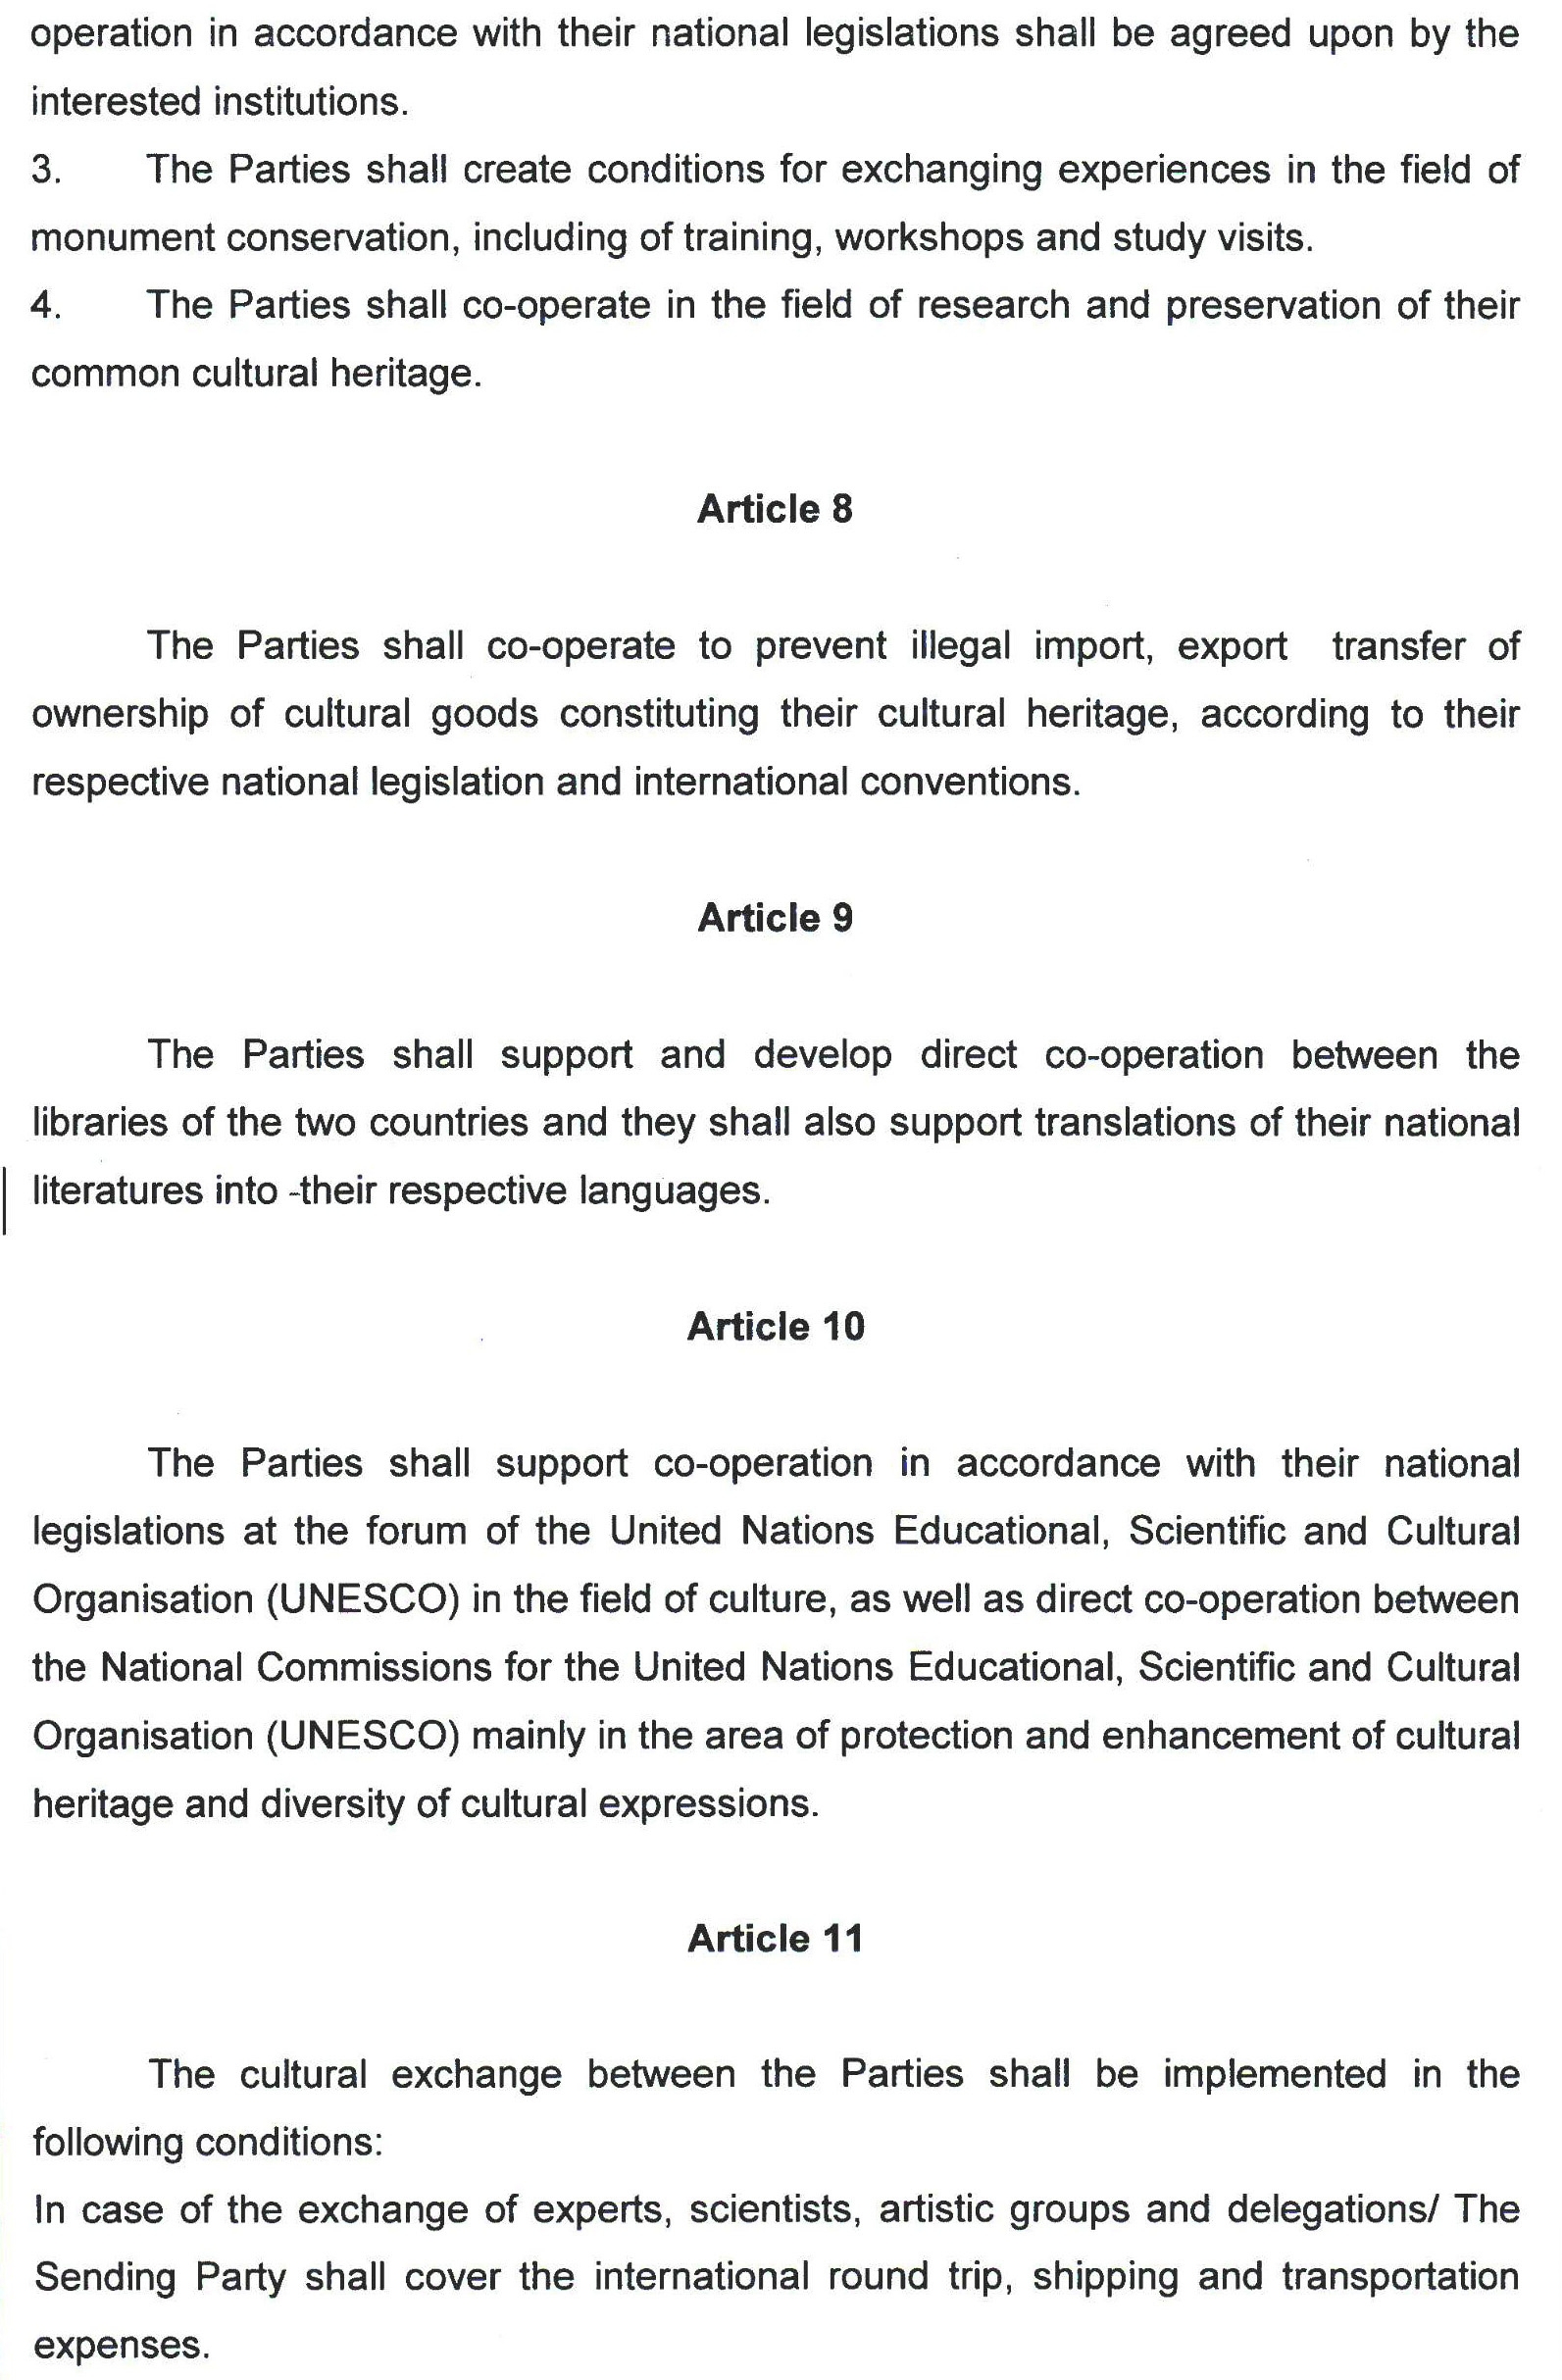 operation in accordance with their national legislations shall be agreed upon by the
interested institutions.
3. The Parties shall create conditions for exchanging experiences in the field of
monument conservation, including of training, workshops and study visits.
4. The Parties shall co-operate in the field of research and preservation of their
common cultural heritage.
Article 8
The Parties shall co-operate to prevent illegal import, export transfer of
ownership of cultural goods constituting their cultural heritage, according to their
respective national legislation and international conventions.
Article 9
The Parties shall support and develop direct co-operation between the
libraries of the two countries and they shall also support translations of their national
literatures into -their respective languages.
Article 10
The Parties shall support co-operation in accordance with their national
legislations at the forum of the United Nations Educational, Scientific and Cultural
Organisation (UNESCO) in the field of culture, as well as direct co-operation between
the National Commissions for the United Nations Educational, Scientific and Cultural
Organisation (UNESCO) mainly in the area of protection and enhancement of cultural
heritage and diversity of cultural expressions.
Article 11
The cultural exchange between the Parties shall be implemented in the
following conditions:
In case of the exchange of experts, scientists, artistic groups and delegations/ The
Sending Party shall cover the international round trip, shipping and transportation
expenses.